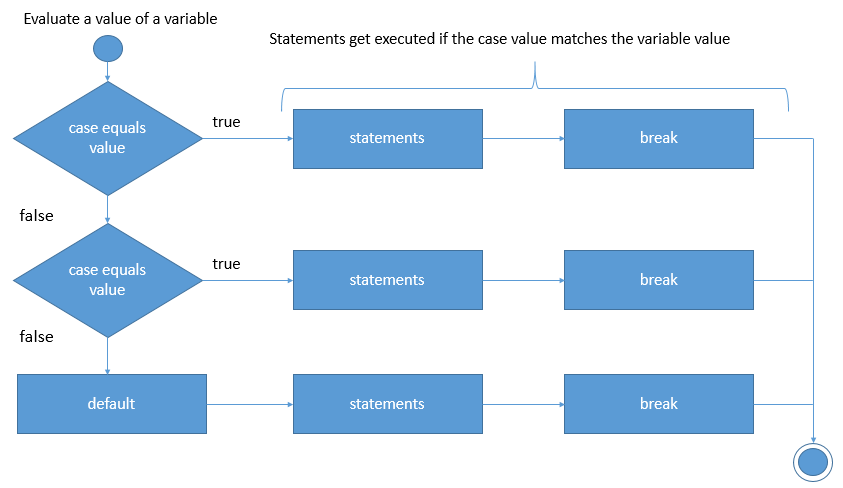 Evaluate a value of a variable
Statements get executed if the case value matches the variable value
case equals
value
true
statements
break
false
case equals
value
true
statements
break
false
default
statements
break